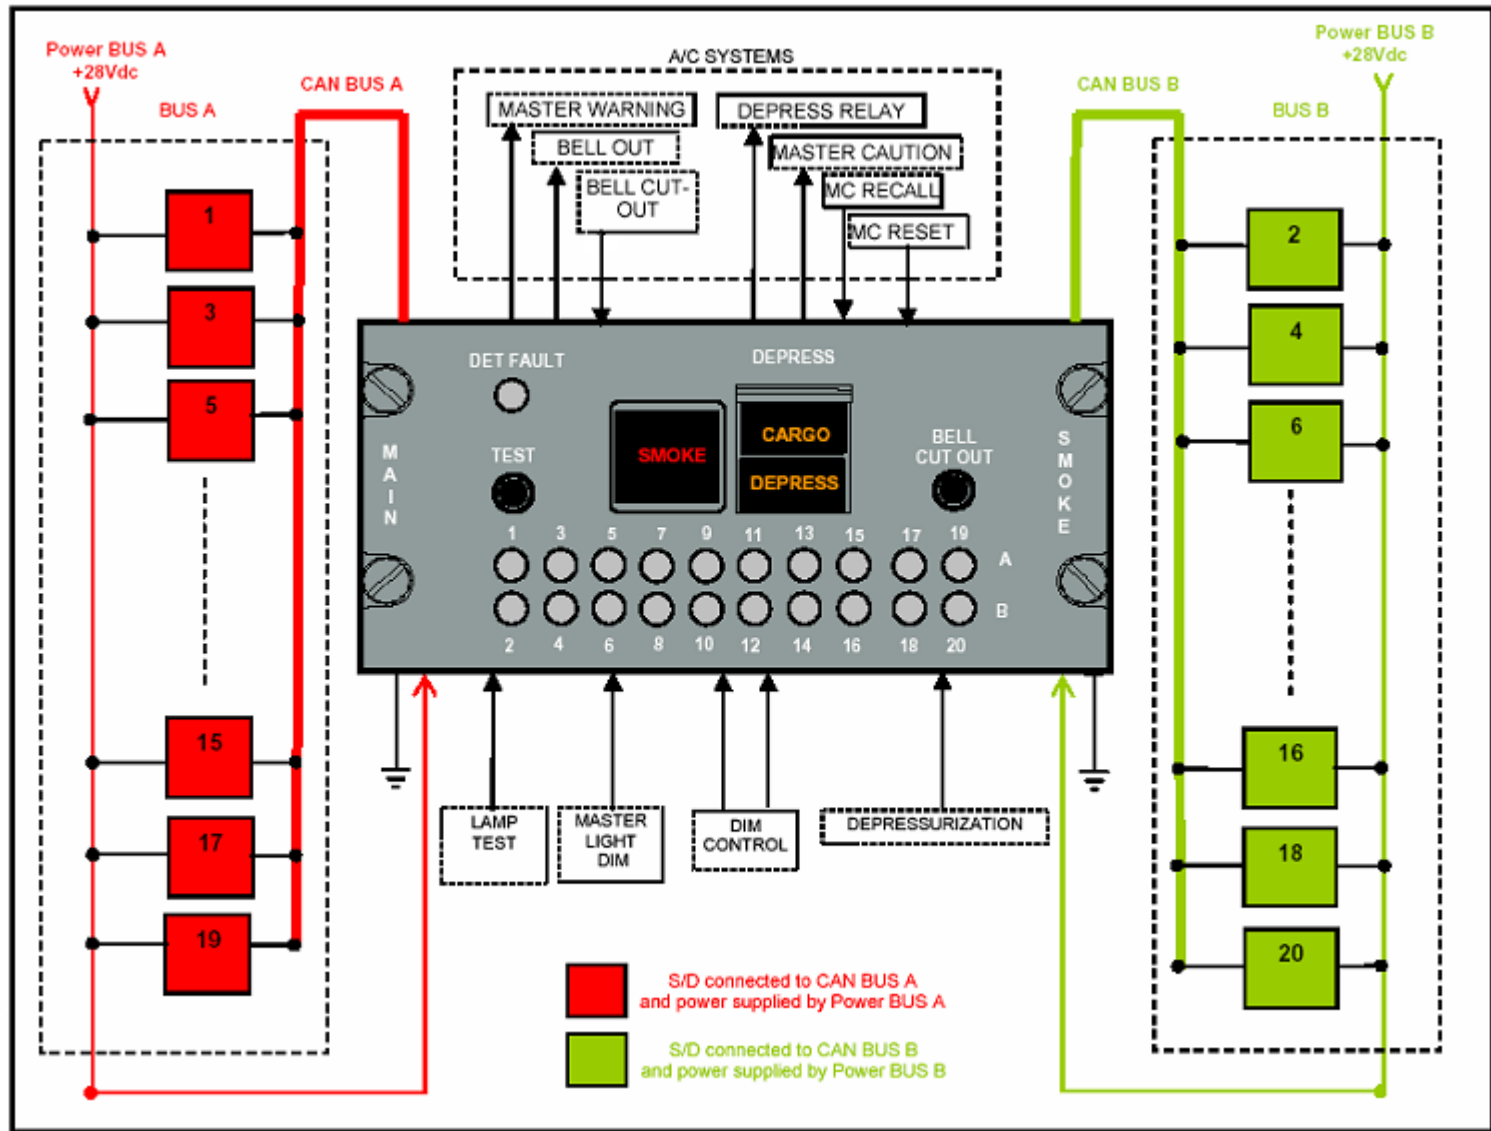 Power BUS A
+28Vdc
CAN BUS A
BUS A
A/C SYSTEMS
MASTER WARNING
BELL OUT
BELL CUT-
OUT
DEPRESS RELAY
MASTER CAUTION
MC RECALL
MC RESET
Power BUS B
+28Vdc
CAN BUS B
BUS B
1
3
5
15
17
19
DET FAULT
DEPRESS
MAIN
TEST
SMOKE
CARGO
DEPRESS
BELL
CUT OUT
SMOKE
1 3 5 7 9 11 13 15 17 19
A
B
2 4 6 8 10 12 14 16 18 20
2
4
6
16
18
20
LAMP
TEST
MASTER
LIGHT
DIM
DIM
CONTROL
DEPRESSURIZATION
S/D connected to CAN BUS A
and power supplied by Power BUS A
S/D connected to CAN BUS B
and power supplied by Power BUS B